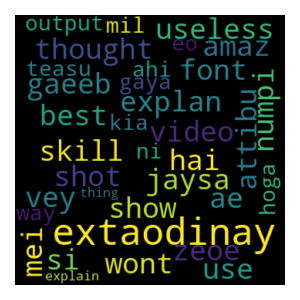 output mil useless
thought eo amaz
teasu ahi font
gaeeb gaya
best explan
kia video
skill ni hai
attibu
numpi
shot jaysa
hoga
vey thing ae
way show
extaodinay
mei
si wont zeoe
explain use